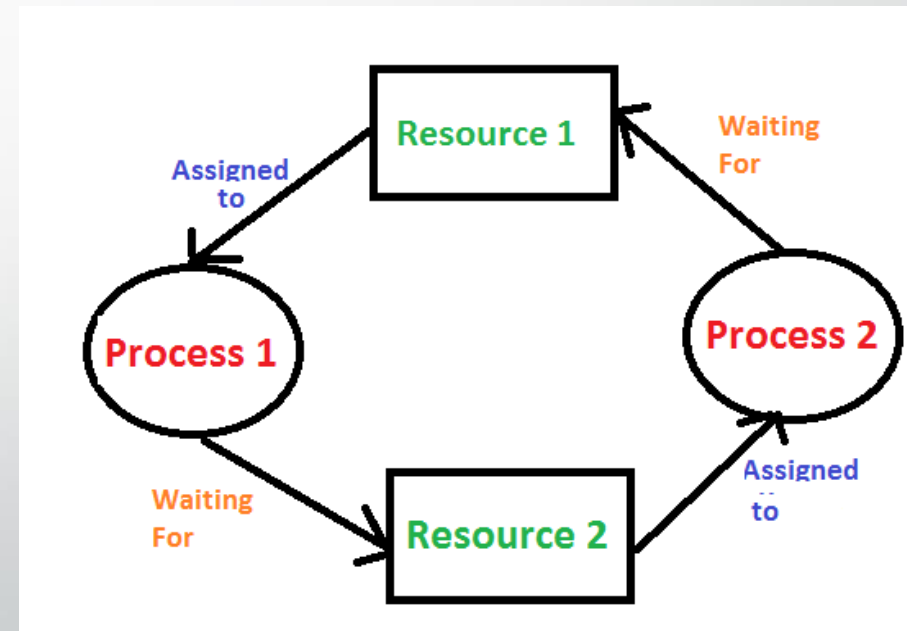 Resource 1
Waiting
For
Assigned
to
Process 1
Process 2
Waiting
For
Resource 2
Assigned
to